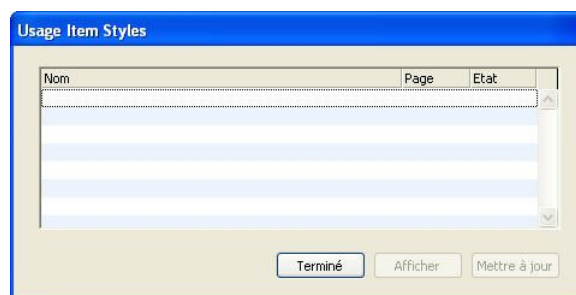 Usage Item Styles
Nom Page Etat
Terminé Afficher Mettre à jour